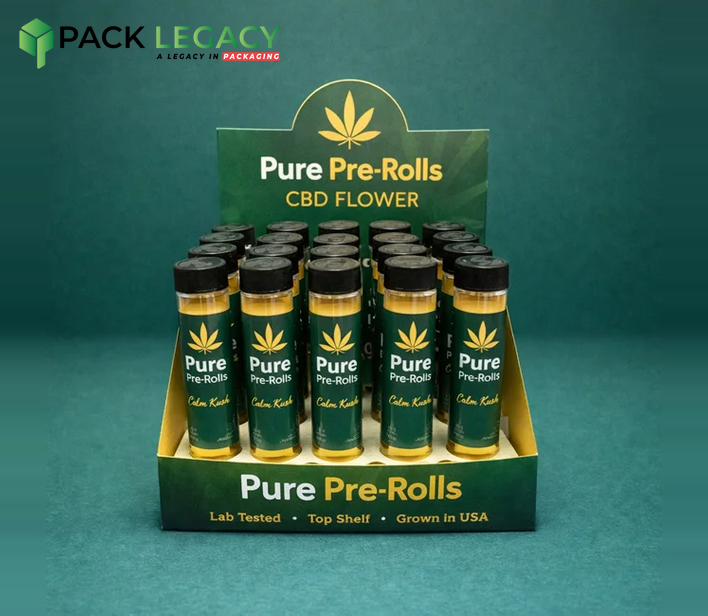 PACK LEGACY
A LEGACY IN PACKAGING
Pure Pre-Rolls
CBD FLOWER
Pure
Pre-Rolls
Calm Kush
Pure
Pre-Rolls
Calm Kush
Pure
Pre-Rolls
Calm Kush
Pure
Pre-Rolls
Calm Kush
Pure
Pre-Rolls
Calm Kush
Pure Pre-Rolls
Lab Tested • Top Shelf • Grown in USA